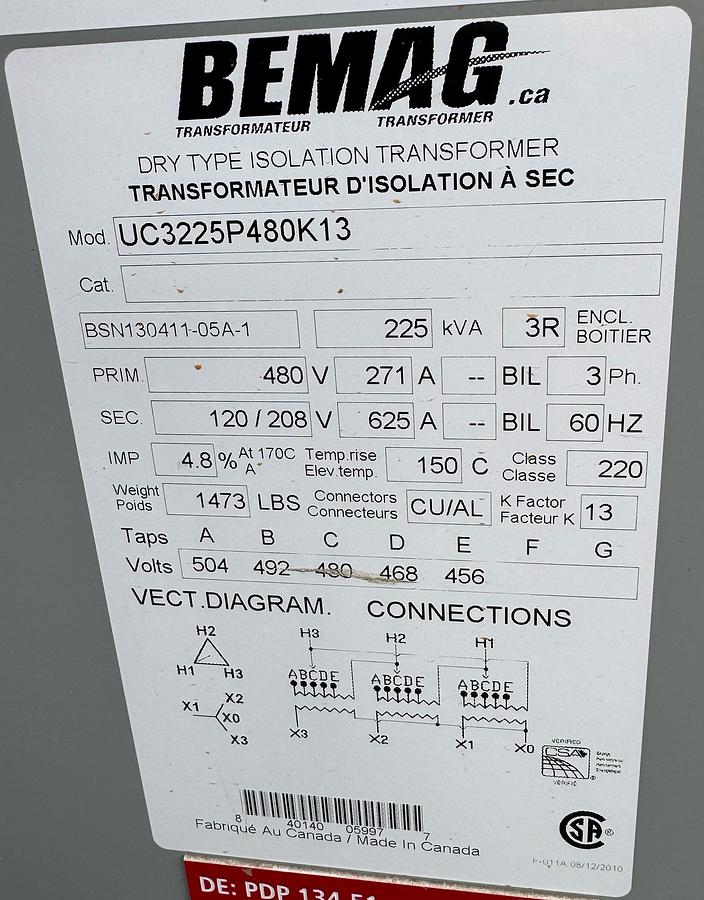 BEMAG.ca
TRANSFORMATEUR TRANSFORMER
DRY TYPE ISOLATION TRANSFORMER
TRANSFORMATEUR D'ISOLATION À SEC
Mod. UC3225P480K13
Cat.
BSN130411-05A-1 225 kVA 3R ENCL. BOÎTIER
PRIM. 480 V 271 A -- BIL 3 Ph.
SEC. 120 / 208 V 625 A -- BIL 60 HZ
IMP 4.8 % At 170C A Temp.rise Elev.temp. 150 C Class Classe 220
Weight Poids 1473 LBS Connectors Connecteurs CU/AL K Factor Facteur K 13
Taps A B C D E F G
Volts 504 492 480 468 456
VECT.DIAGRAM. CONNECTIONS
H2
H1 H3
X1 X2
X0
X3
H3 H2 H1
ABCDE ABCDE ABCDE
X3 X2 X1 X0
VERIFIED
CSA
VERIFIÉ
8 40140 05997 7
Fabriqué Au Canada / Made In Canada
CSA ®
F-011A 08/12/2010
DE: PDP 134